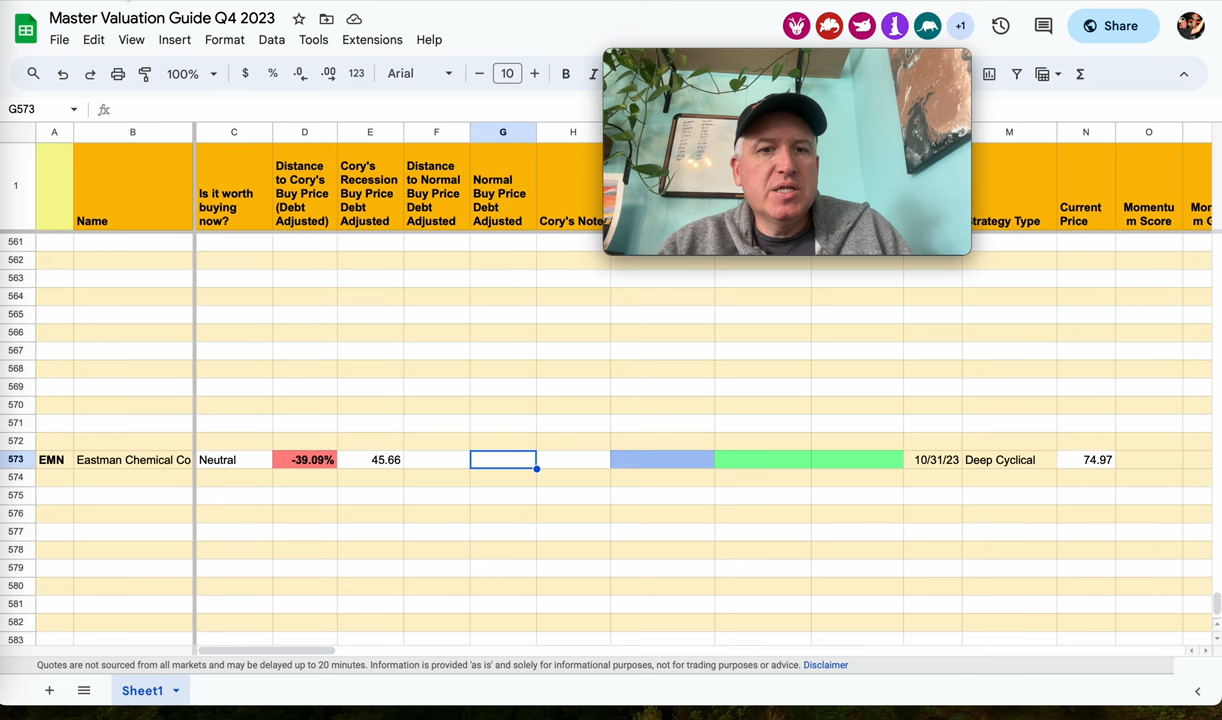 Master Valuation Guide Q4 2023
+1
Share
File Edit View Insert Format Data Tools Extensions Help
100% $ % .0 .00 123 Arial 10 B I
G573 fx
A B C D E F G H M N O
1 Name
Is it worth buying now?
Distance to Cory's Buy Price (Debt Adjusted)
Cory's Recession Buy Price Debt Adjusted
Distance to Normal Buy Price Debt Adjusted
Normal Buy Price Debt Adjusted
Cory's Note
trategy Type
Current Price
Momentu m Score
561
562
563
564
565
566
567
568
569
570
571
572
573 EMN Eastman Chemical Co Neutral -39.09% 45.66 10/31/23 Deep Cyclical 74.97
574
575
576
577
578
579
580
581
582
583
Quotes are not sourced from all markets and may be delayed up to 20 minutes. Information is provided 'as is' and solely for informational purposes, not for trading purposes or advice. Disclaimer
Sheet1